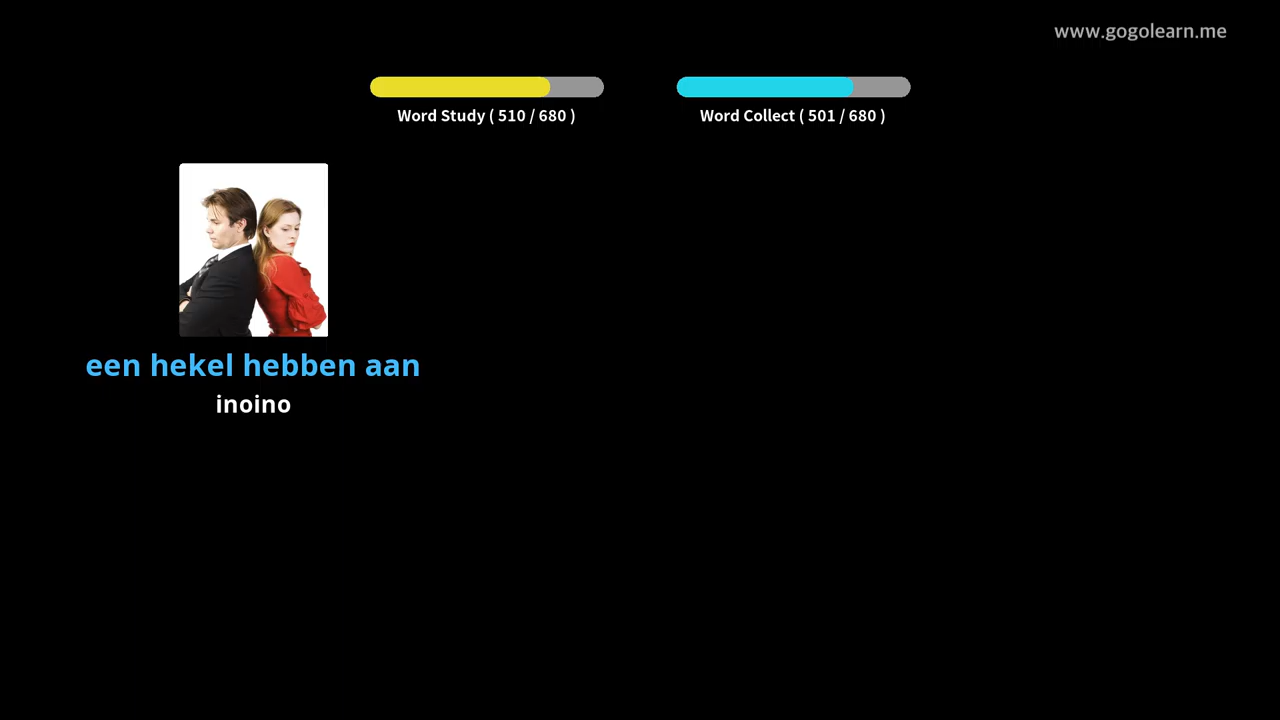 www.gogolearn.me
Word Study ( 510 / 680 )
Word Collect ( 501 / 680 )
een hekel hebben aan
inoino